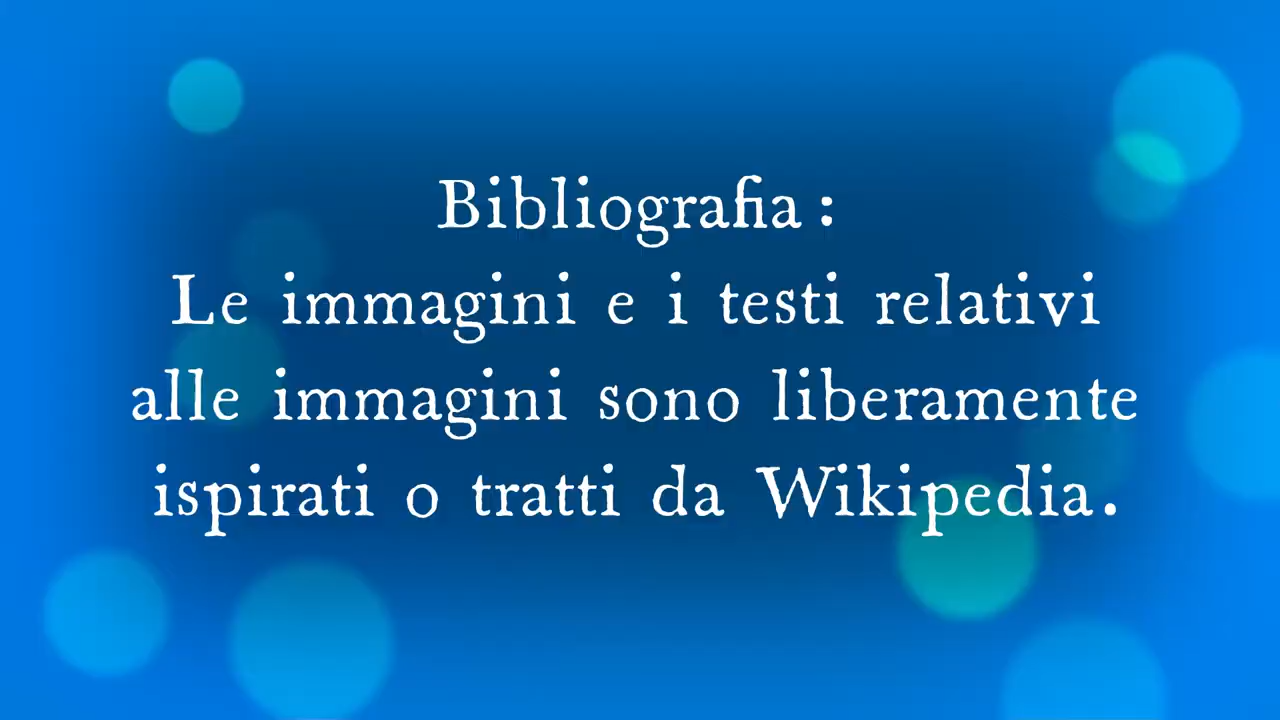 Bibliografia :
Le immagini e i testi relativi
alle immagini sono liberamente
ispirati o tratti da Wikipedia.